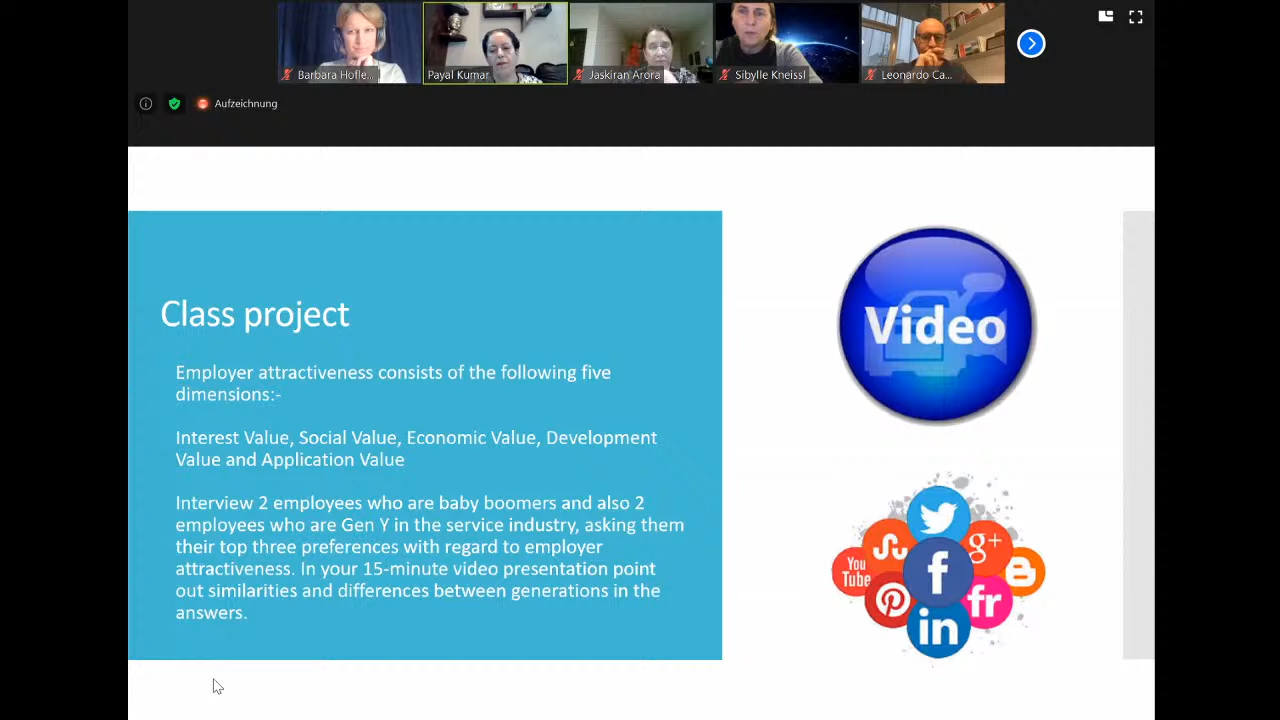 Barbara Hofle...
Payal Kumar
Jaskiran Arora
Sibylle Kneissl
Leonardo Ca...
Aufzeichnung
Class project
Employer attractiveness consists of the following five
dimensions:-
Interest Value, Social Value, Economic Value, Development
Value and Application Value
Interview 2 employees who are baby boomers and also 2
employees who are Gen Y in the service industry, asking them
their top three preferences with regard to employer
attractiveness. In your 15-minute video presentation point
out similarities and differences between generations in the
answers.
Video
g+
You
Tube
f
fr
in